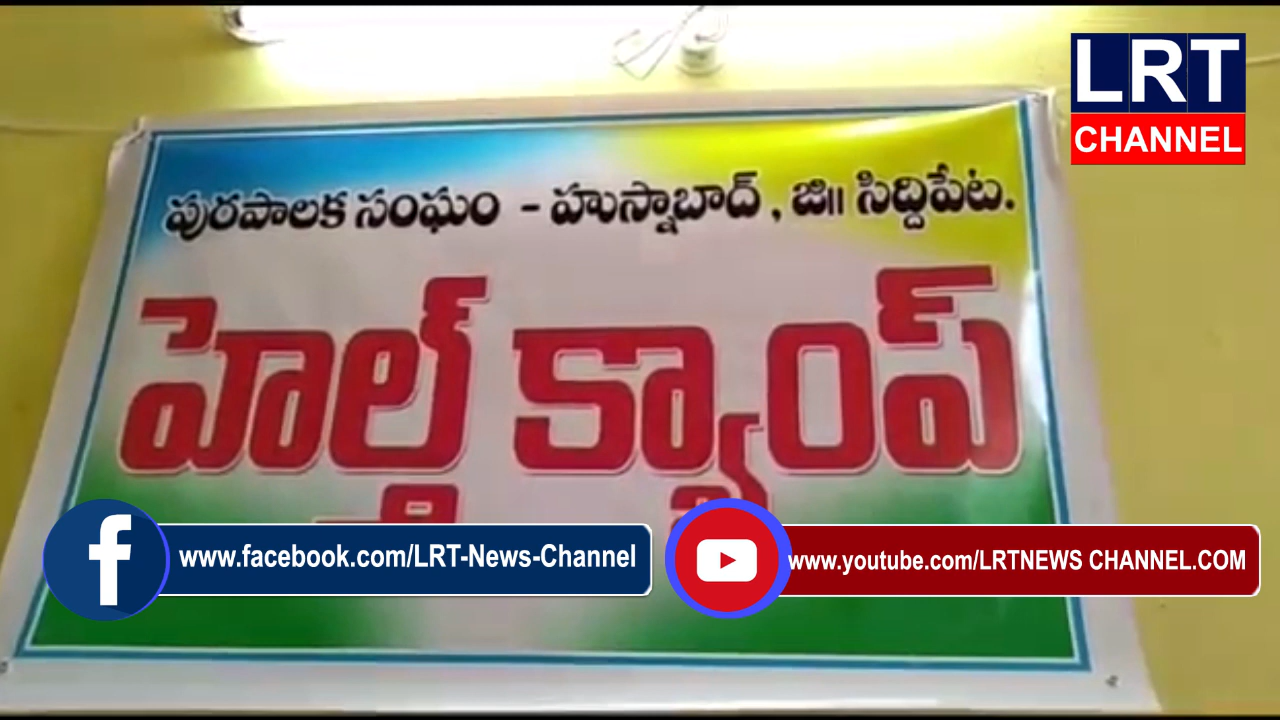 LRT
CHANNEL
పురపాలక సంఘం - హుస్నాబాద్, జి॥ సిద్దిపేట.
హెల్త్ క్యాంప్
www.facebook.com/LRT-News-Channel
www.youtube.com/LRTNEWS CHANNEL.COM